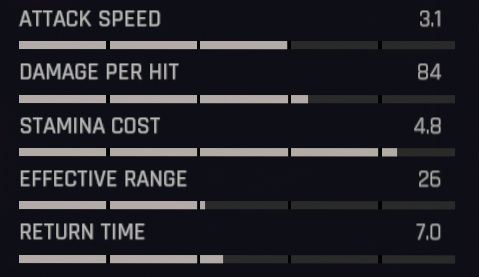 ATTACK SPEED 3.1
DAMAGE PER HIT 84
STAMINA COST 4.8
EFFECTIVE RANGE 26
RETURN TIME 7.0